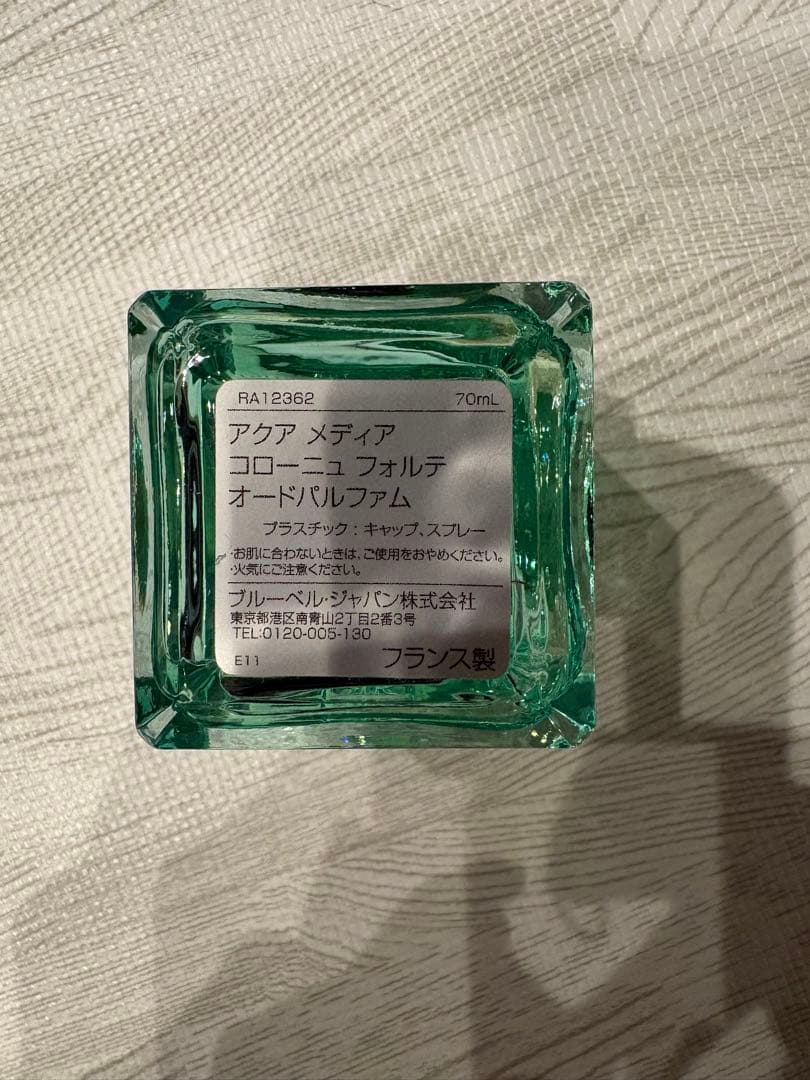 RA12362 70mL
アクア メディア
コローニュ フォルテ
オードパルファム
プラスチック : キャップ、スプレー
・お肌に合わないときは、ご使用をおやめください。
・火気にご注意ください。
ブルーベル・ジャパン株式会社
東京都港区南青山2丁目2番3号
TEL:0120-005-130
E11 フランス製